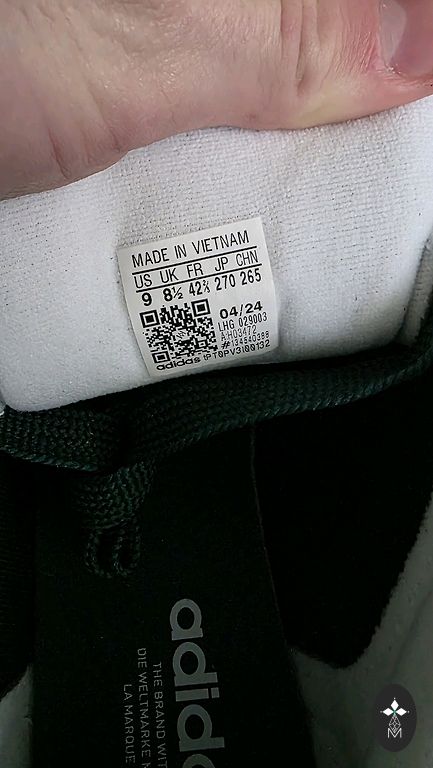 MADE IN VIETNAM
US UK FR JP CHN
9 8½ 42⅔ 270 265
04/24
LHG 029003
adidas
adidas
THE BRAND WIT
DIE WELTMARKE M
LA MARQUE